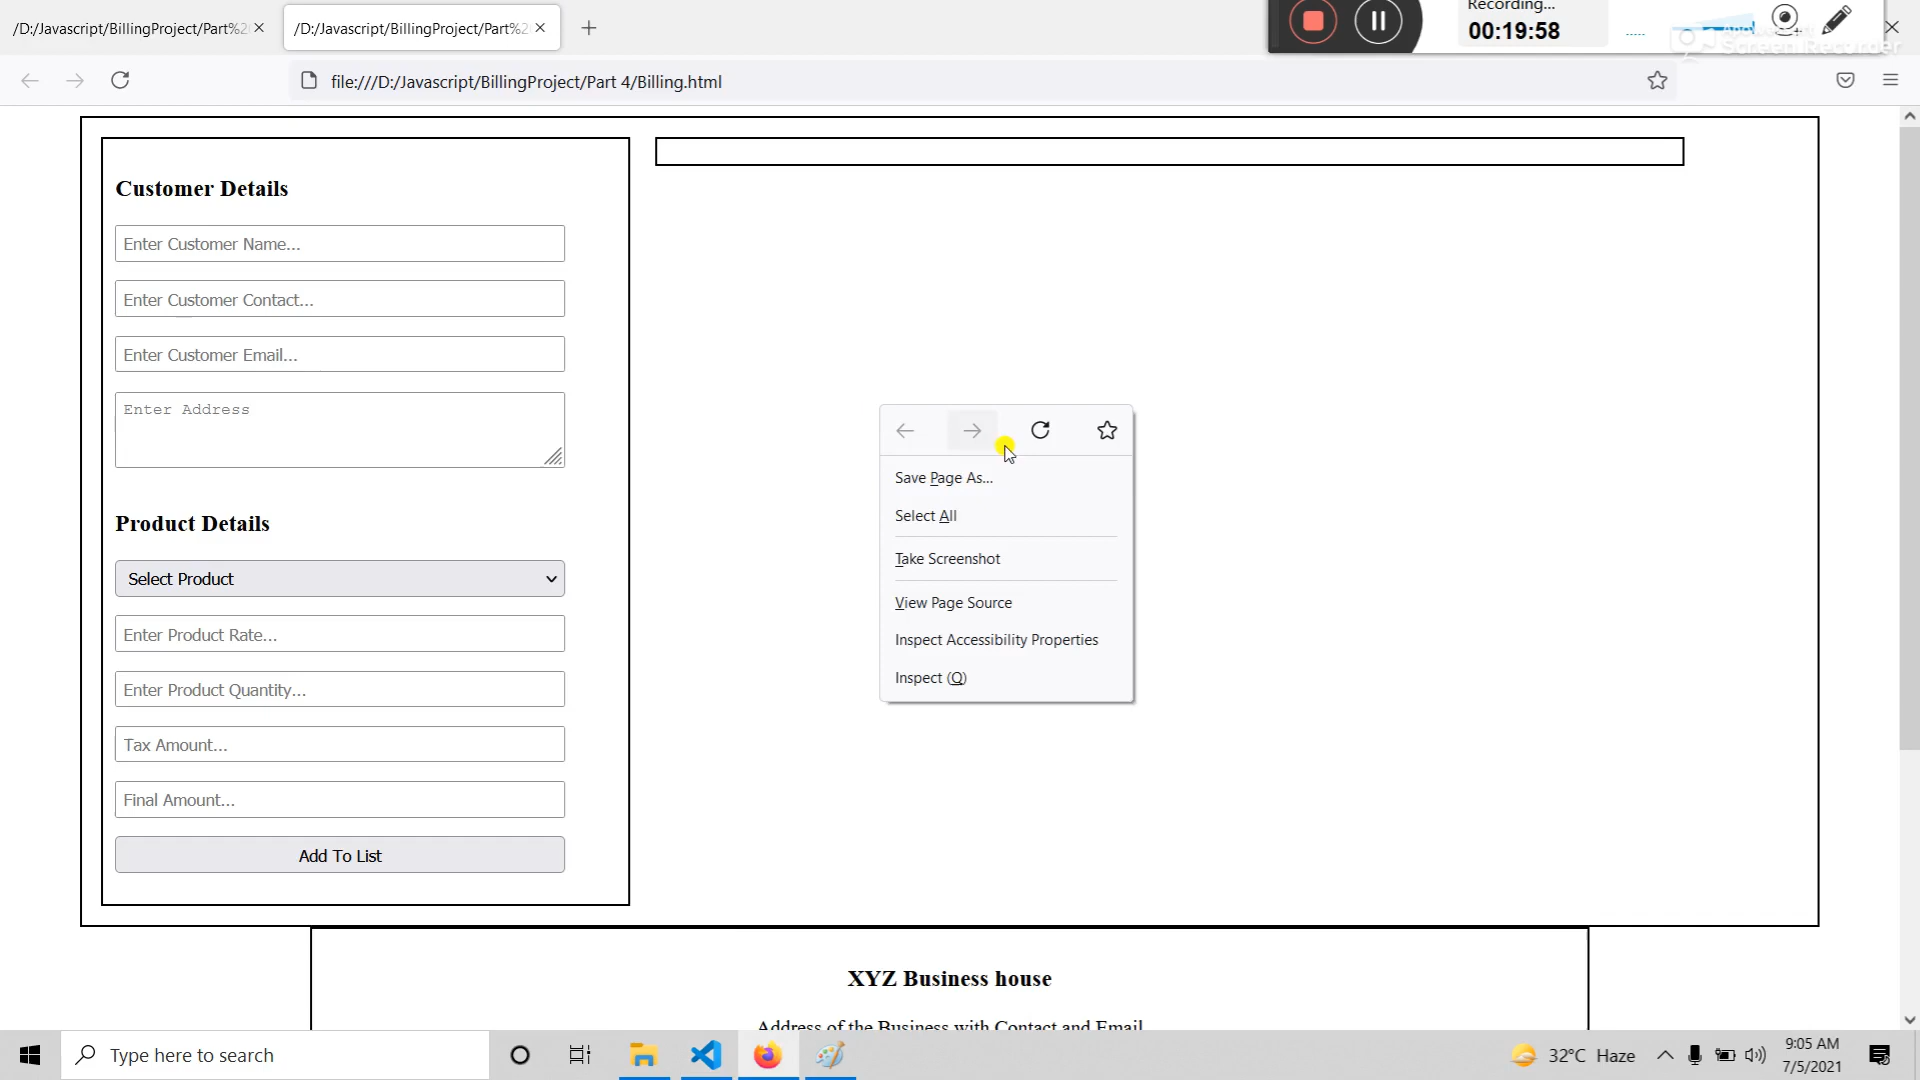 /D:/Javascript/BillingProject/Part%2
/D:/Javascript/BillingProject/Part%2
Recording...
00:19:58
Screen Recorder
file:///D:/Javascript/BillingProject/Part 4/Billing.html
Customer Details
Enter Customer Name...
Enter Customer Contact...
Enter Customer Email...
Enter Address
Product Details
Select Product
Enter Product Rate...
Enter Product Quantity...
Tax Amount...
Final Amount...
Add To List
Save Page As...
Select All
Take Screenshot
View Page Source
Inspect Accessibility Properties
Inspect (Q)
XYZ Business house
Address of the Business with Contact and Email
Type here to search
32°C Haze
9:05 AM
7/5/2021